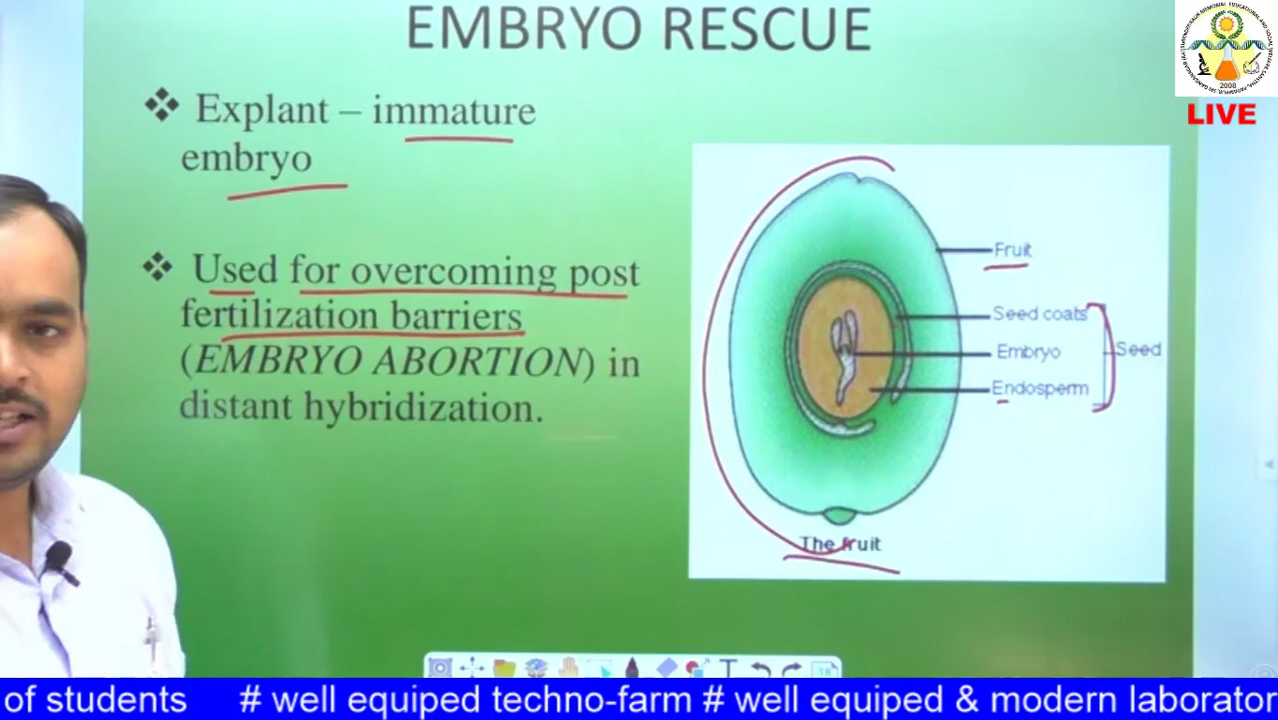 EMBRYO RESCUE
❖ Explant – immature
embryo
❖ Used for overcoming post
fertilization barriers
(EMBRYO ABORTION) in
distant hybridization.
Fruit
Seed coats
Embryo
Seed
Endosperm
The fruit
2008
LIVE
of students # well equiped techno-farm # well equiped & modern laborator